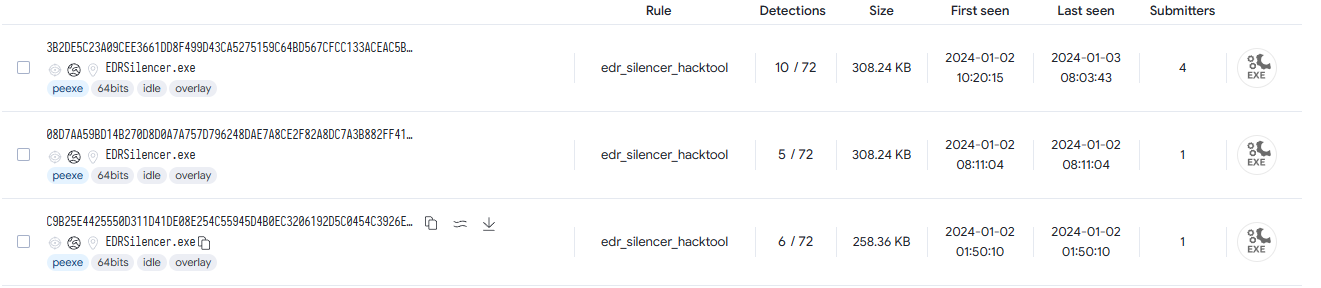 Rule Detections Size First seen Last seen Submitters
3B2DE5C23A09CEE3661DD8F499D43CA5275159C64BD567CFCC133ACEAC5B…
EDRSilencer.exe
peexe 64bits idle overlay
edr_silencer_hacktool
10 / 72
308.24 KB
2024-01-02
10:20:15
2024-01-03
08:03:43
4
EXE
08D7AA59BD14B270D8D0A7A757D796248DAE7A8CE2F82A8DC7A3B882FF41…
EDRSilencer.exe
peexe 64bits idle overlay
edr_silencer_hacktool
5 / 72
308.24 KB
2024-01-02
08:11:04
2024-01-02
08:11:04
1
EXE
C9B25E4425550D311D41DE08E254C55945D4B0EC3206192D5C0454C3926E…
EDRSilencer.exe
peexe 64bits idle overlay
edr_silencer_hacktool
6 / 72
258.36 KB
2024-01-02
01:50:10
2024-01-02
01:50:10
1
EXE